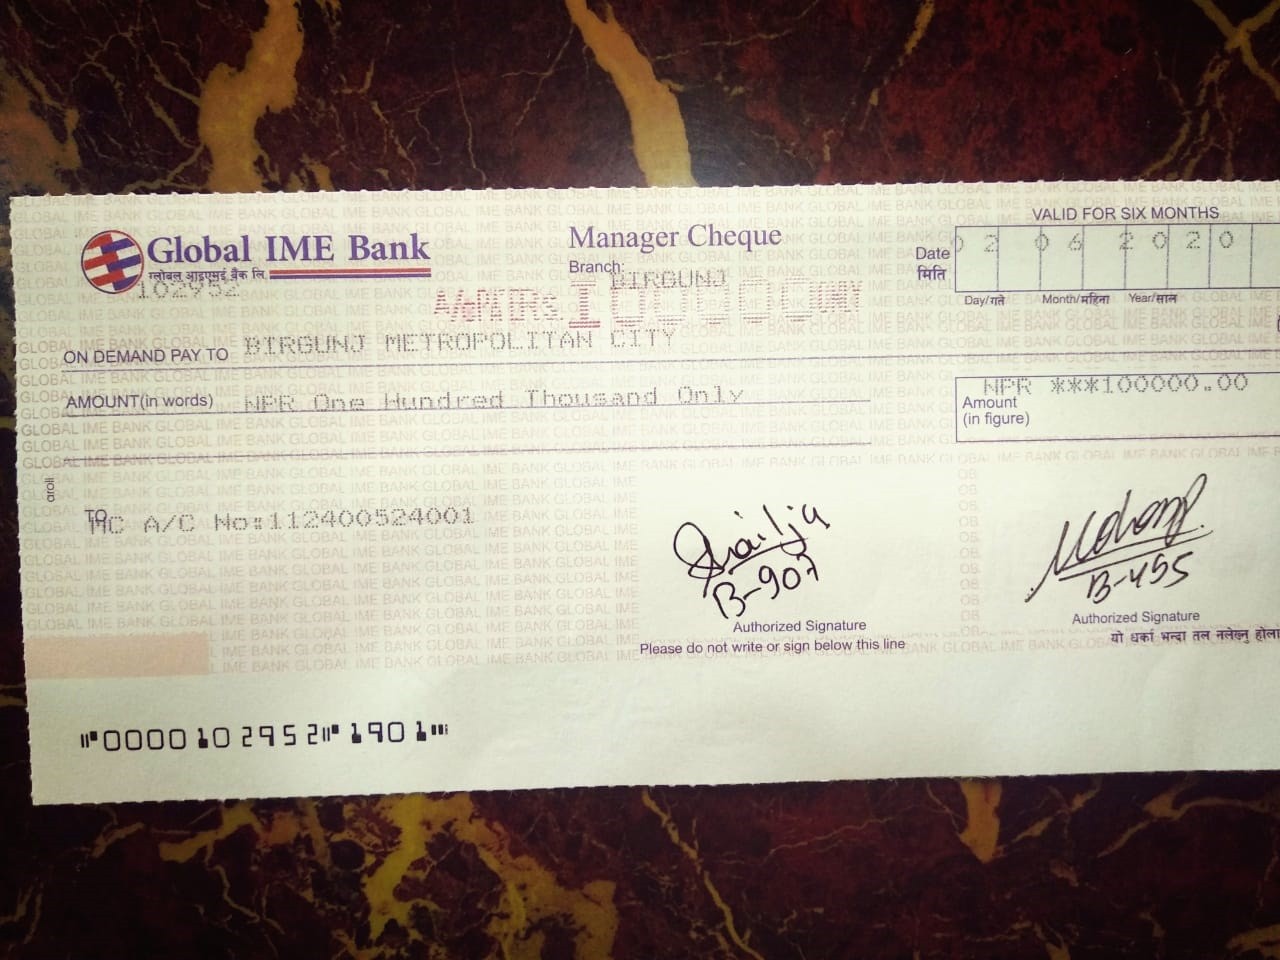 VALID FOR SIX MONTHS
Global IME Bank
ग्लोबल आइएमई बैंक लि.
102952
Manager Cheque
Branch: BIRGUNJ
Date 02 06 2020
मिति
Day/गते Month/महिना Year/साल
ON DEMAND PAY TO BIRGUNJ METROPOLITAN CITY
AMOUNT(in words) NPR One Hundred Thousand Only
NPR ***100000.00
Amount
(in figure)
aroli
TO
MC A/C No:112400524001
Shailja
B-907
B-455
Authorized Signature
Authorized Signature
Please do not write or sign below this line
यो धर्का भन्दा तल नलेख्नु होला
⑈0000102952⑈1901